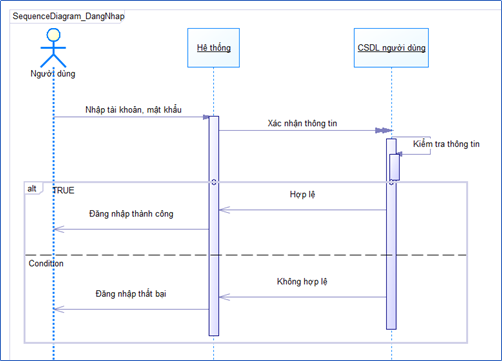 SequenceDiagram_DangNhap
Người dùng
Hê thống
CSDL người dùng
Nhập tài khoản, mật khẩu
Xác nhận thông tin
Kiểm tra thông tin
alt
TRUE
Hợp lệ
Đăng nhập thành công
Condition
Không hợp lệ
Đăng nhập thất bại